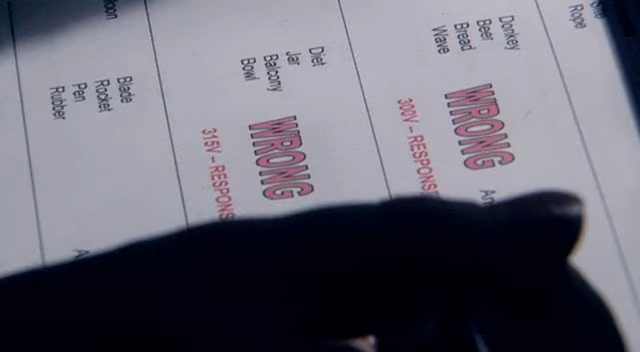 Rope
Donkey
Beer
Bread
Wave
WRONG
300V – RESPONS
Diet
Jar
Balcony
Bowl
WRONG
315V – RESPONS
Blade
Rocket
Pen
Rubber